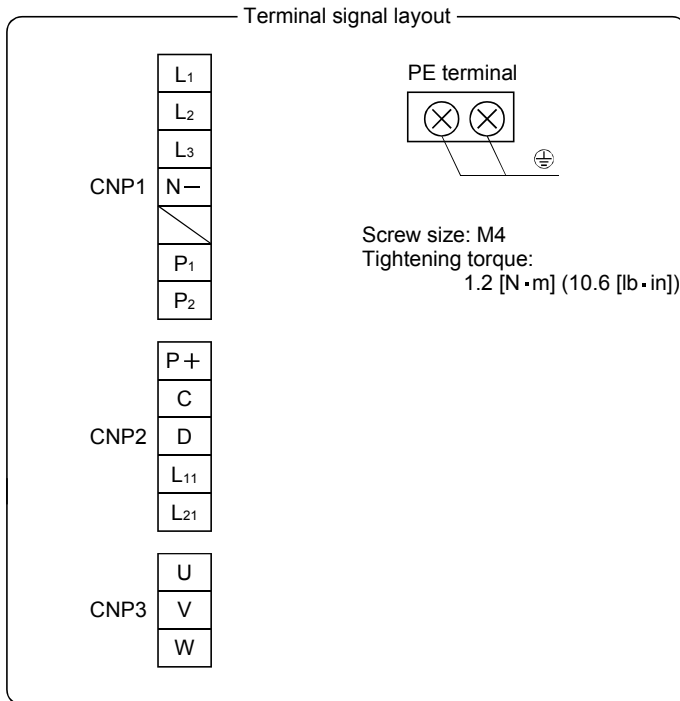 Terminal signal layout
L1
L2
L3
CNP1 N−
P1
P2
P+
C
CNP2 D
L11
L21
U
CNP3 V
W
PE terminal
Screw size: M4
Tightening torque:
1.2 [N·m] (10.6 [lb·in])